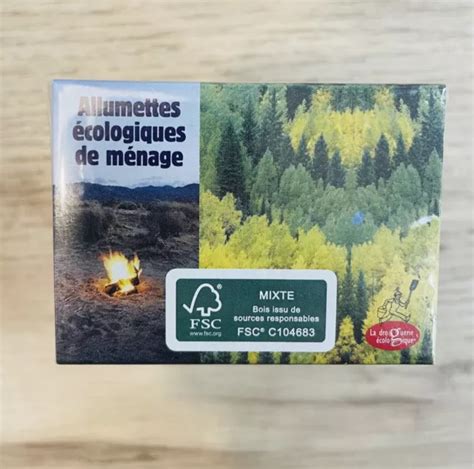 Allumettes
écologiques
de ménage
FSC
www.fsc.org
MIXTE
Bois issu de
sources responsables
FSC® C104683
La droguerie
écologique®